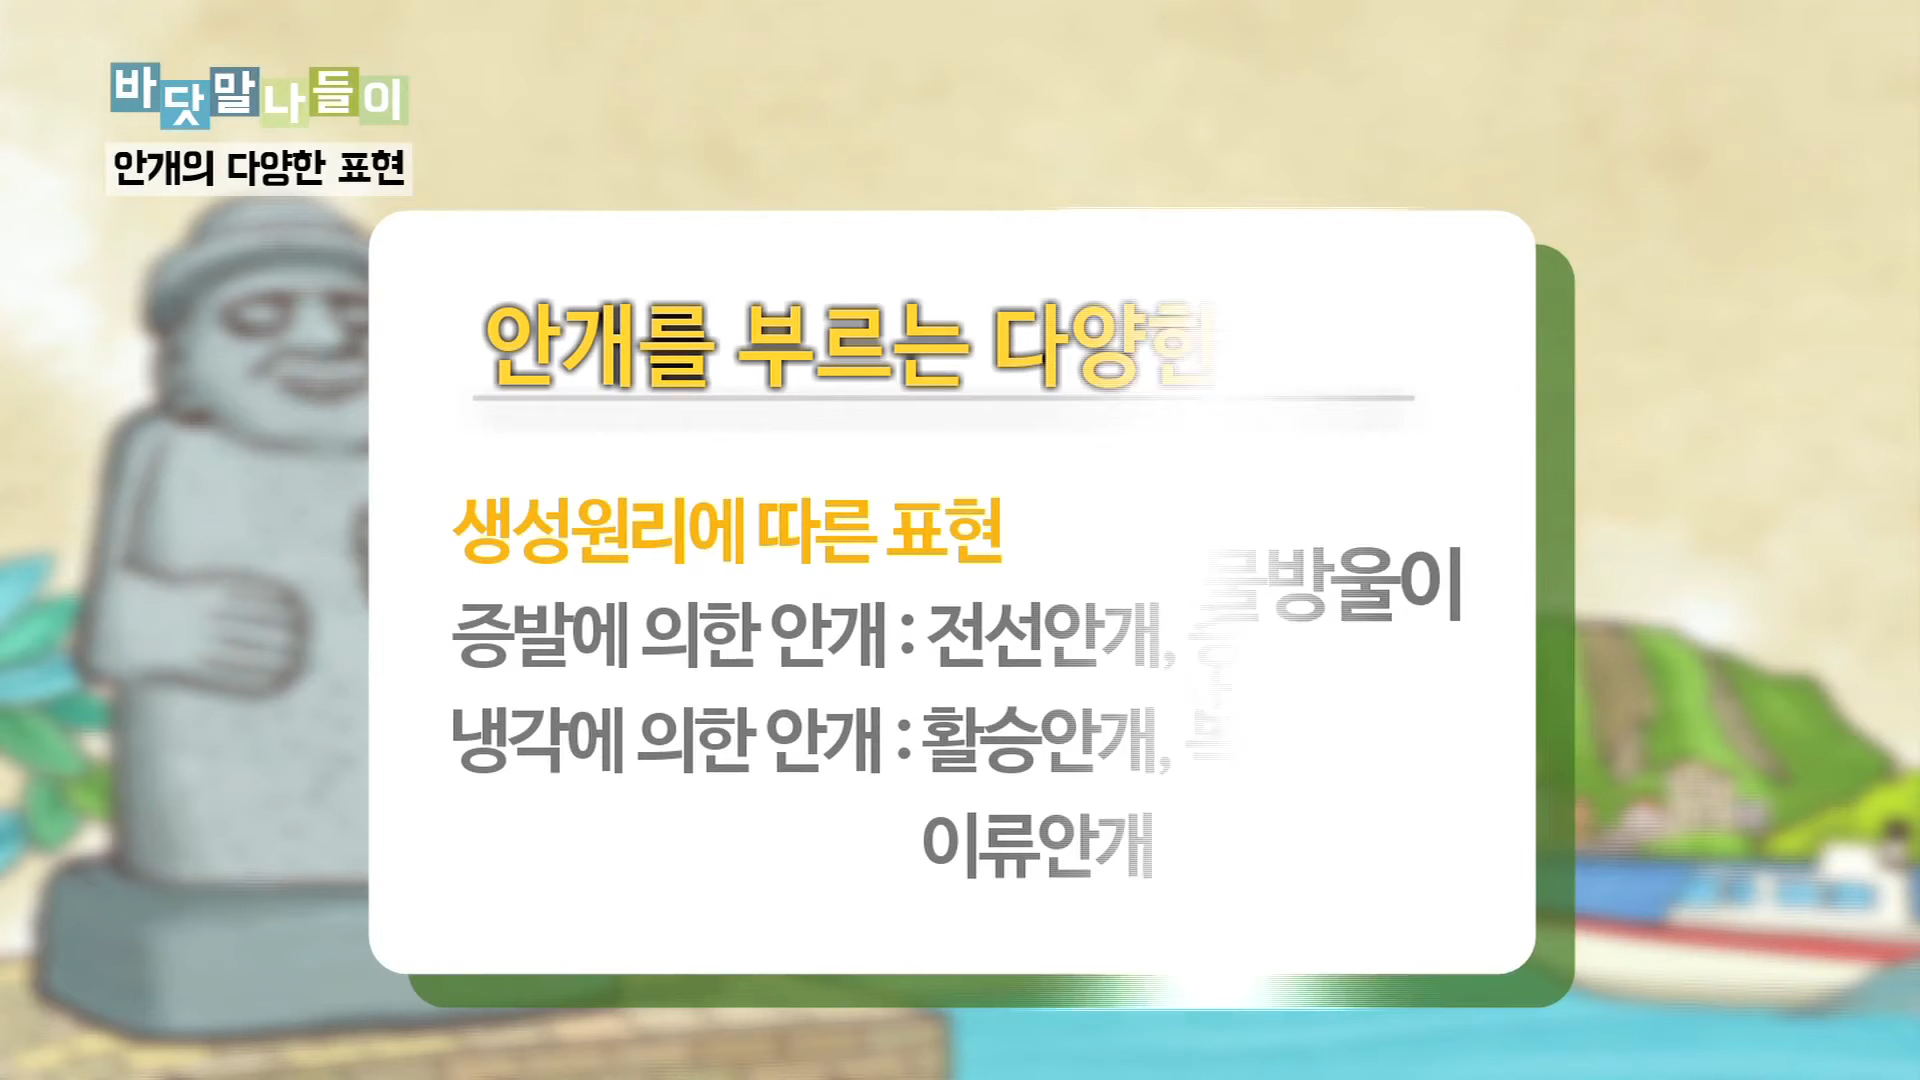 바닷말나들이
안개의 다양한 표현
안개를 부르는 다양한
생성원리에 따른 표현
물방울이
증발에 의한 안개 : 전선안개,
냉각에 의한 안개 : 활승안개,
이류안개